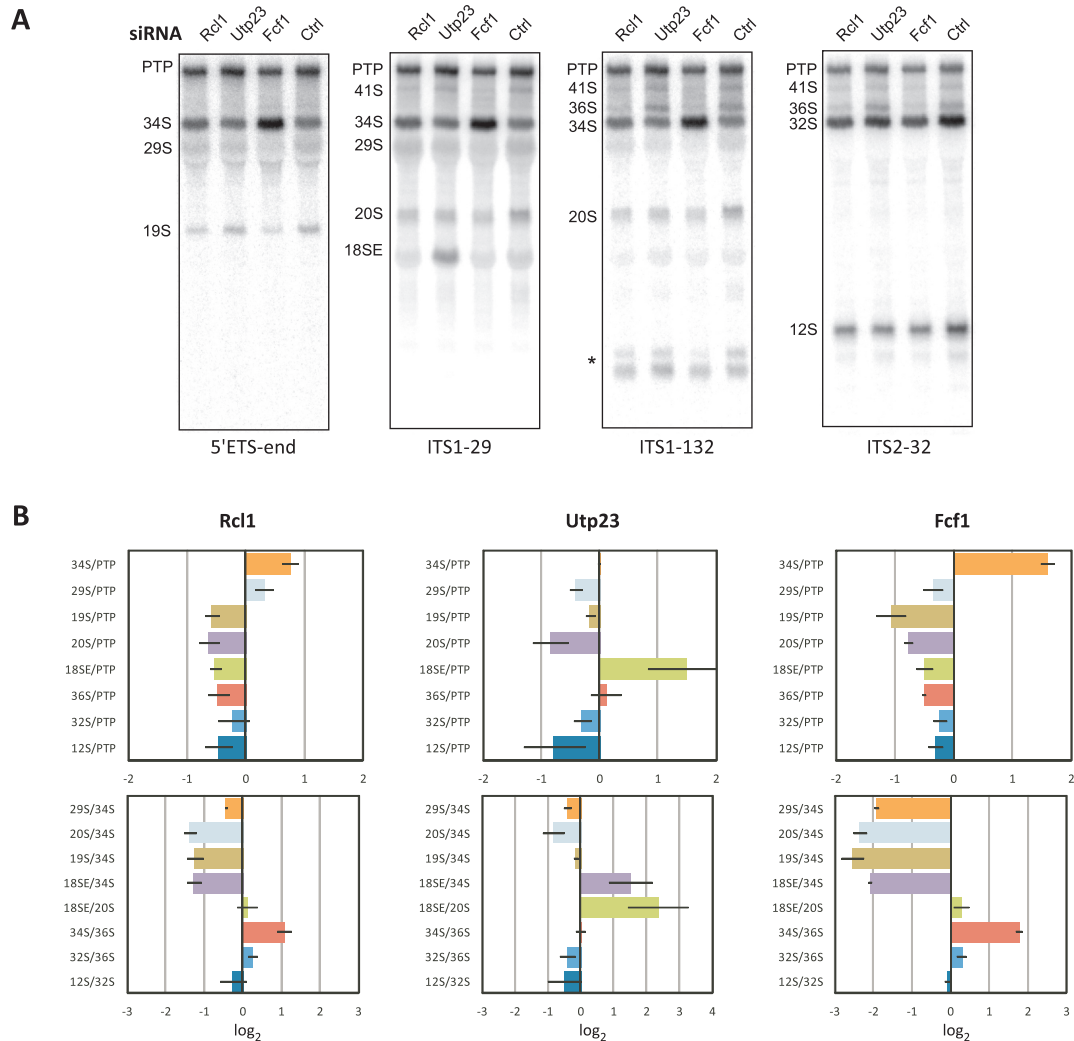 A
siRNA
Rcl1 Utp23 Fcf1 Ctrl
Rcl1 Utp23 Fcf1 Ctrl
Rcl1 Utp23 Fcf1 Ctrl
Rcl1 Utp23 Fcf1 Ctrl
PTP
34S
29S
19S
5'ETS-end
PTP
41S
34S
29S
20S
18SE
ITS1-29
PTP
41S
36S
34S
20S
*
ITS1-132
PTP
41S
36S
32S
12S
ITS2-32
B
Rcl1
34S/PTP
29S/PTP
19S/PTP
20S/PTP
18SE/PTP
36S/PTP
32S/PTP
12S/PTP
-2 -1 0 1 2
29S/34S
20S/34S
19S/34S
18SE/34S
18SE/20S
34S/36S
32S/36S
12S/32S
-3 -2 -1 0 1 2 3
log2
Utp23
34S/PTP
29S/PTP
19S/PTP
20S/PTP
18SE/PTP
36S/PTP
32S/PTP
12S/PTP
-2 -1 0 1 2
29S/34S
20S/34S
19S/34S
18SE/34S
18SE/20S
34S/36S
32S/36S
12S/32S
-3 -2 -1 0 1 2 3 4
log2
Fcf1
34S/PTP
29S/PTP
19S/PTP
20S/PTP
18SE/PTP
36S/PTP
32S/PTP
12S/PTP
-2 -1 0 1 2
29S/34S
20S/34S
19S/34S
18SE/34S
18SE/20S
34S/36S
32S/36S
12S/32S
-3 -2 -1 0 1 2 3
log2